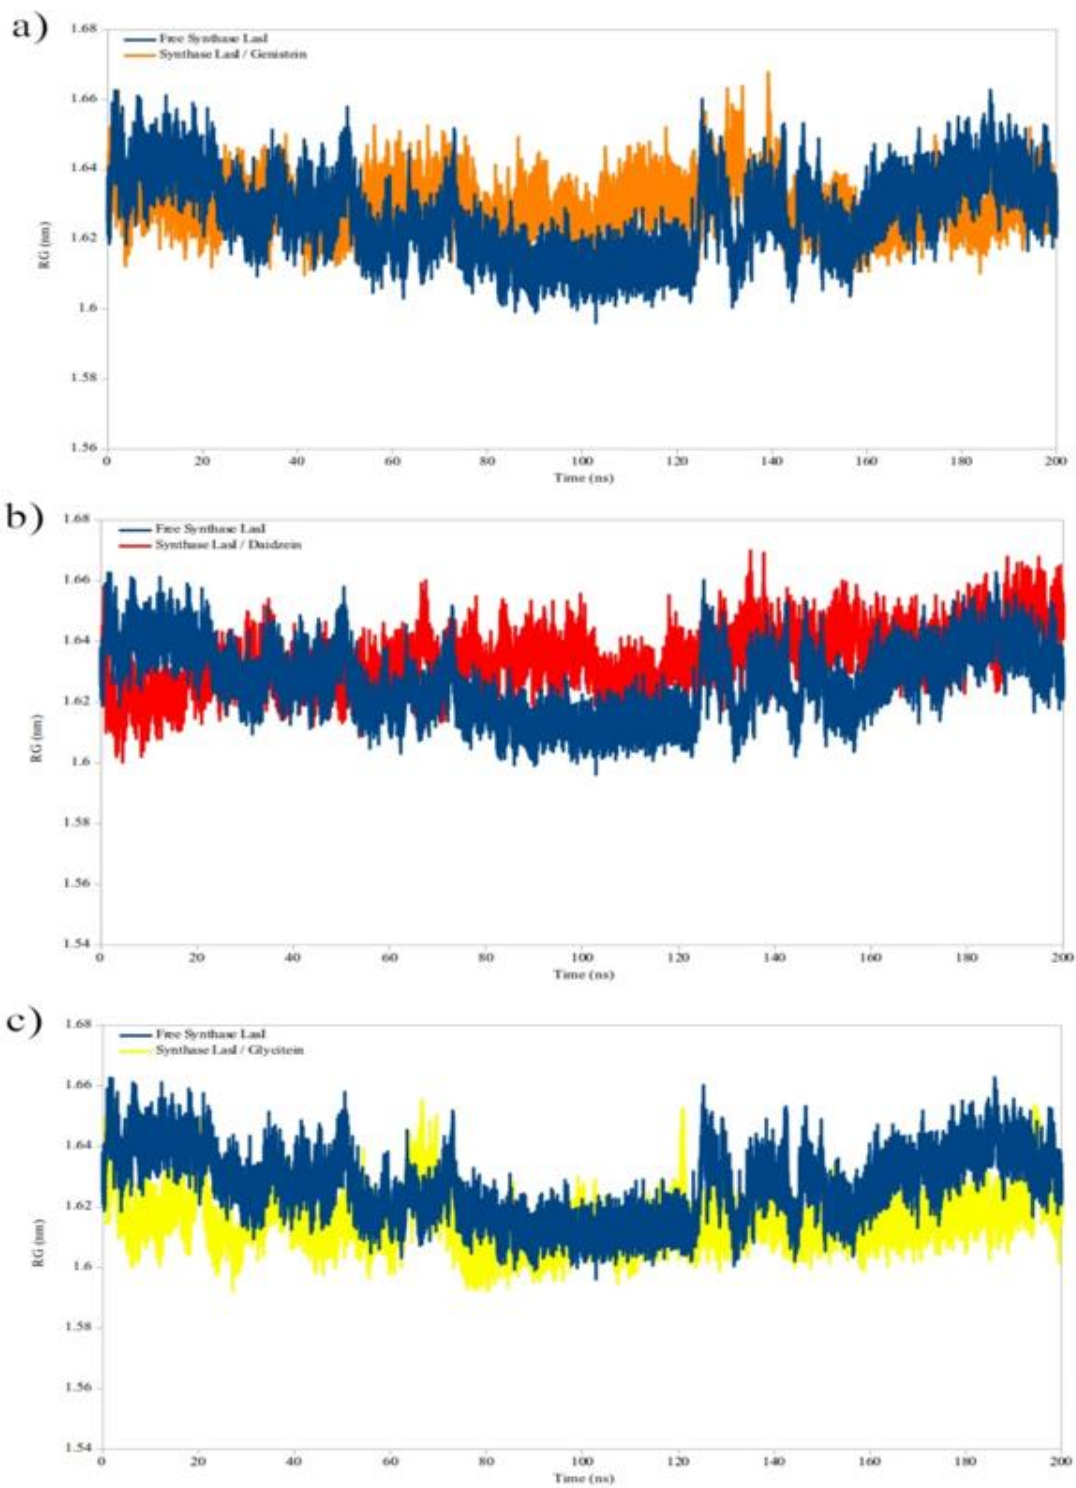 a)
1.68
Free Synthase LasI
Synthase LasI / Genistein
1.66
1.64
1.62
RG (nm)
1.6
1.58
1.56
0 20 40 60 80 100 120 140 160 180 200
Time (ns)
b)
1.68
Free Synthase LasI
Synthase LasI / Daidzein
1.66
1.64
1.62
RG (nm)
1.6
1.58
1.56
1.54
0 20 40 60 80 100 120 140 160 180 200
Time (ns)
c)
1.68
Free Synthase LasI
Synthase LasI / Glycitein
1.66
1.64
1.62
RG (nm)
1.6
1.58
1.56
1.54
0 20 40 60 80 100 120 140 160 180 200
Time (ns)